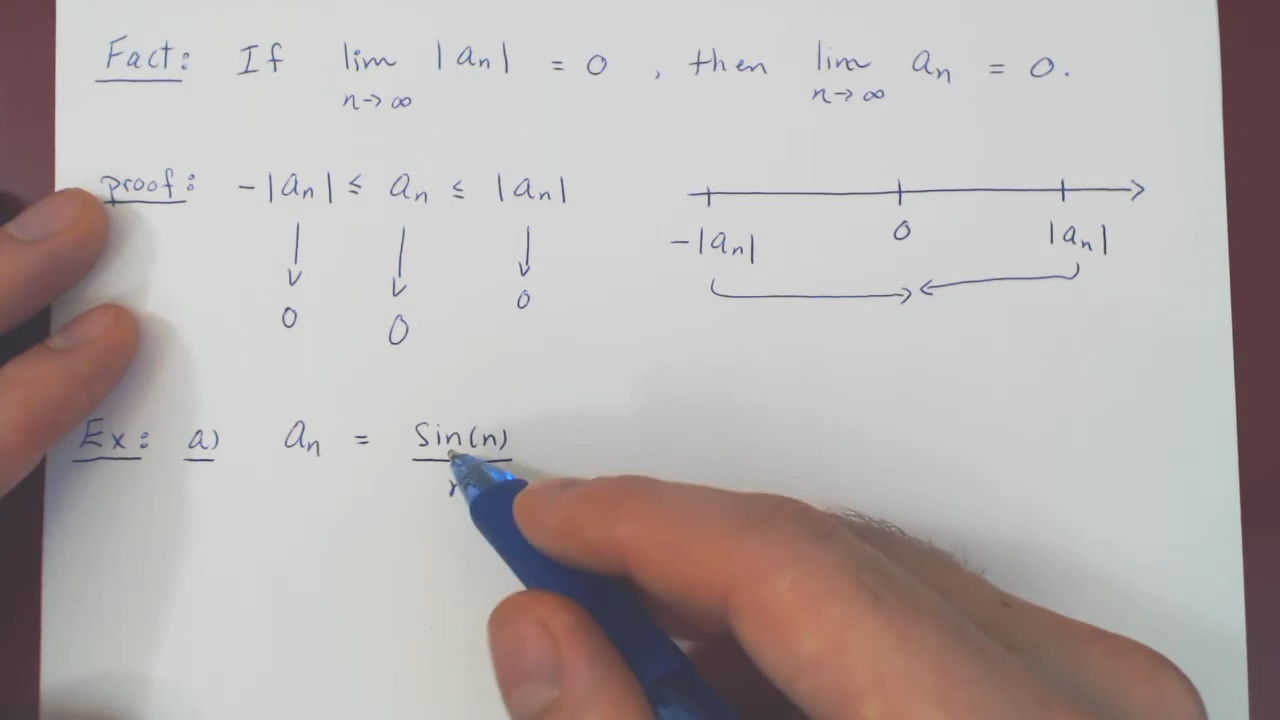 Fact: If lim |an| = 0, then lim an = 0.
n→∞ n→∞
proof: -|an| ≤ an ≤ |an|
0 0 0
-|an| 0 |an|
Ex: a) an = Sin(n)